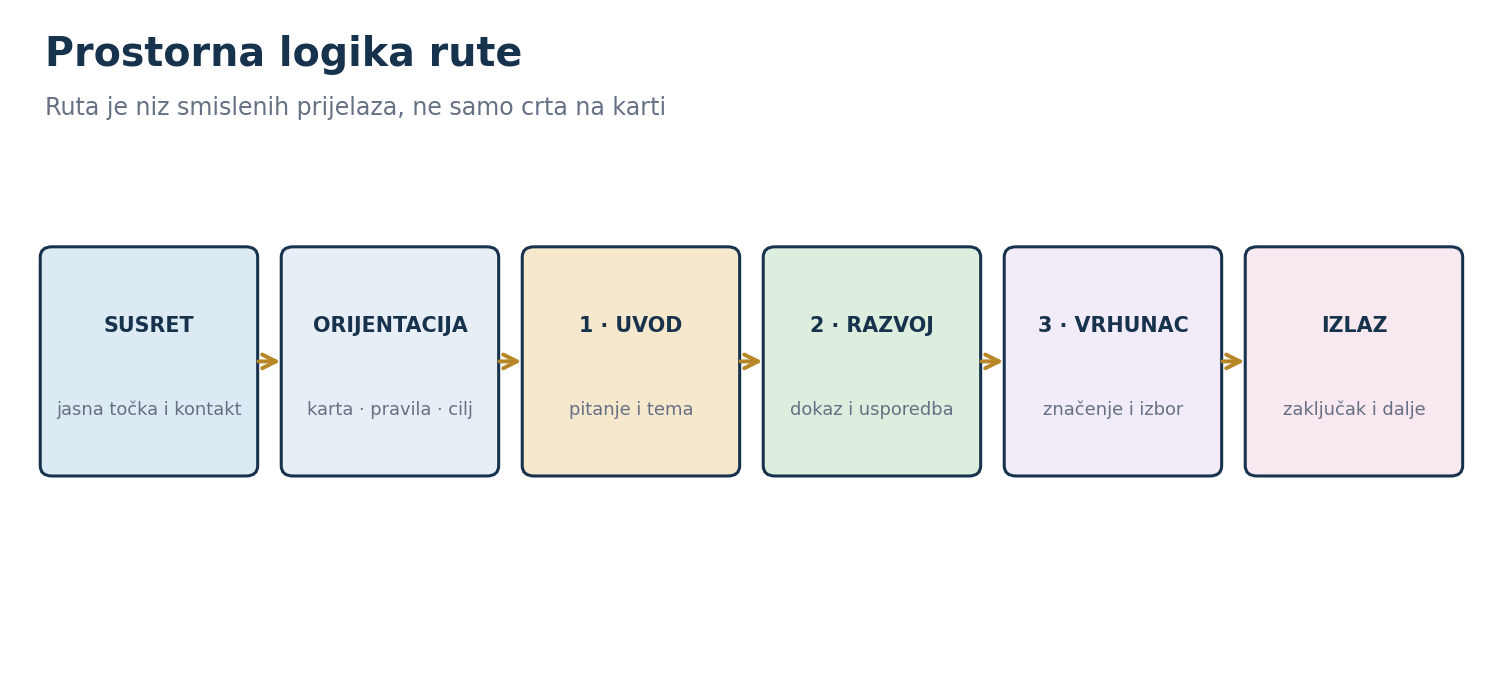 Prostorna logika rute
Ruta je niz smislenih prijelaza, ne samo crta na karti
SUSRET
jasna točka i kontakt
ORIJENTACIJA
karta · pravila · cilj
1 · UVOD
pitanje i tema
2 · RAZVOJ
dokaz i usporedba
3 · VRHUNAC
značenje i izbor
IZLAZ
zaključak i dalje